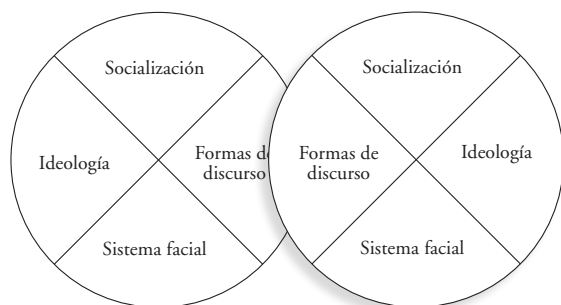 Socialización
Socialización
Ideología
Formas de
discurso
Formas de
discurso
Ideología
Sistema facial
Sistema facial